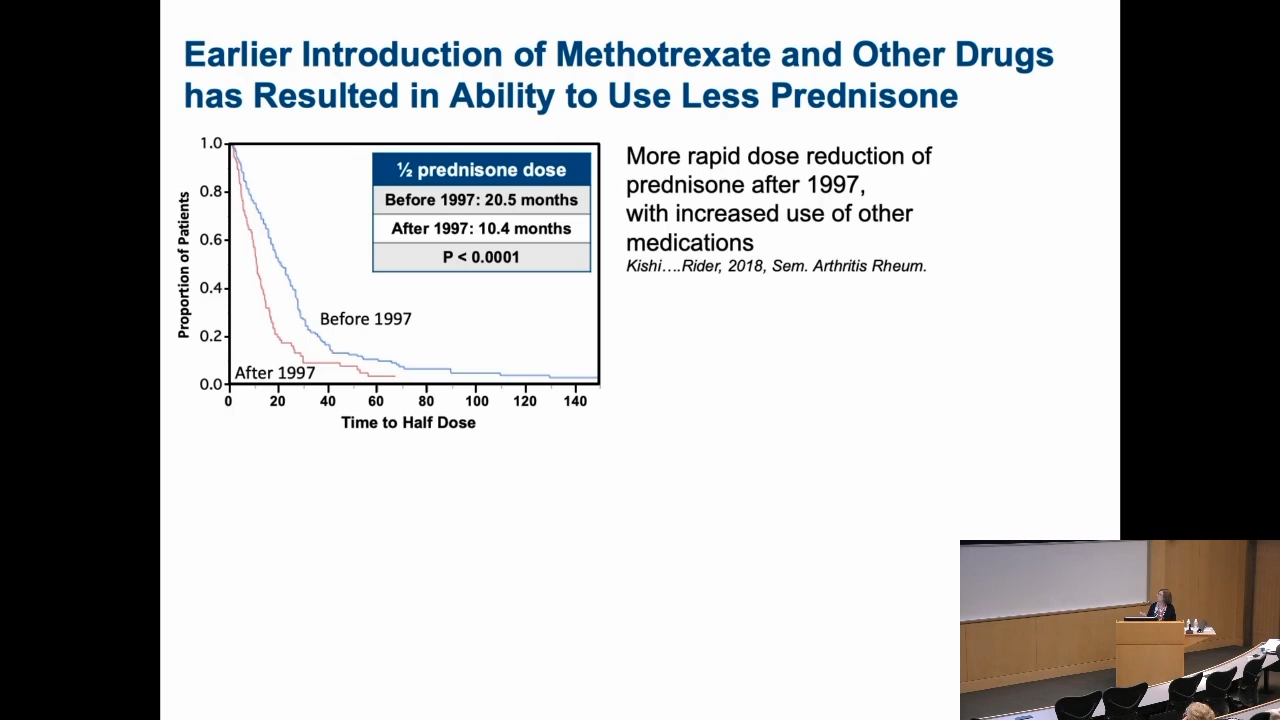 Earlier Introduction of Methotrexate and Other Drugs
has Resulted in Ability to Use Less Prednisone
1.0
0.8
0.6
0.4
0.2
0.0
Proportion of Patients
½ prednisone dose
Before 1997: 20.5 months
After 1997: 10.4 months
P < 0.0001
Before 1997
After 1997
0 20 40 60 80 100 120 140
Time to Half Dose
More rapid dose reduction of
prednisone after 1997,
with increased use of other
medications
Kishi….Rider, 2018, Sem. Arthritis Rheum.